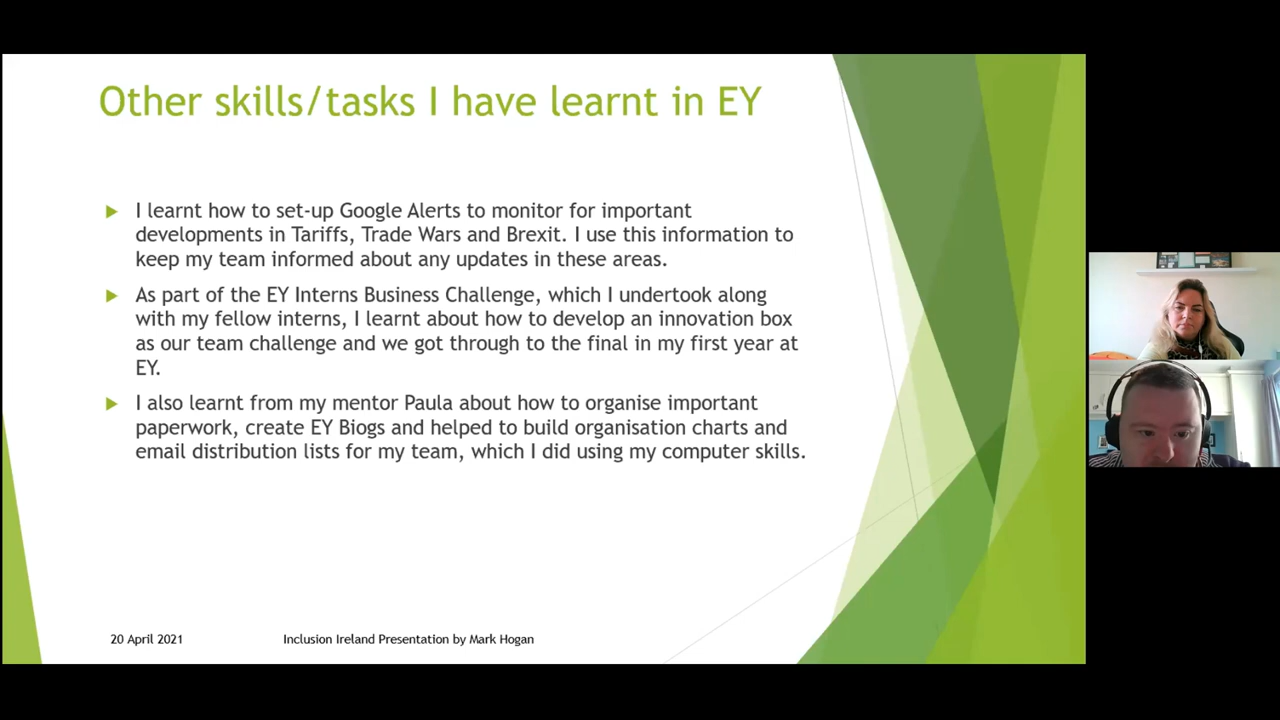 Other skills/tasks I have learnt in EY
I learnt how to set-up Google Alerts to monitor for important
developments in Tariffs, Trade Wars and Brexit. I use this information to
keep my team informed about any updates in these areas.
As part of the EY Interns Business Challenge, which I undertook along
with my fellow interns, I learnt about how to develop an innovation box
as our team challenge and we got through to the final in my first year at
EY.
I also learnt from my mentor Paula about how to organise important
paperwork, create EY Biogs and helped to build organisation charts and
email distribution lists for my team, which I did using my computer skills.
20 April 2021
Inclusion Ireland Presentation by Mark Hogan